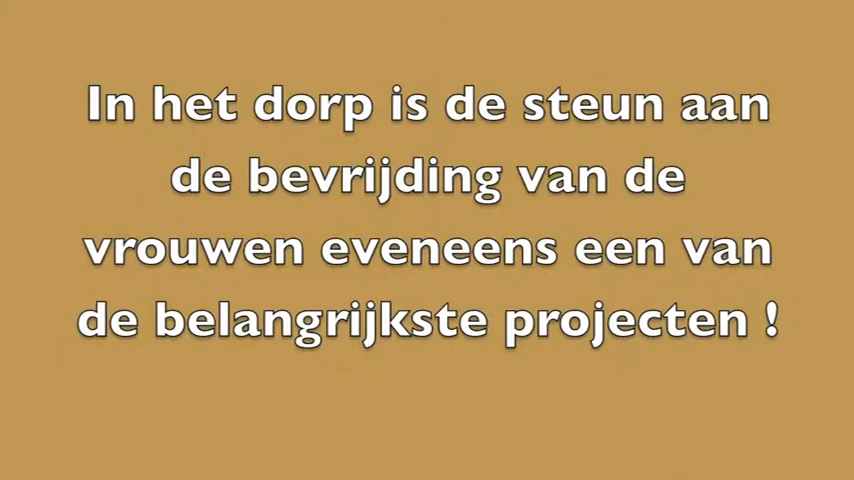 In het dorp is de steun aan
de bevrijding van de
vrouwen eveneens een van
de belangrijkste projecten !